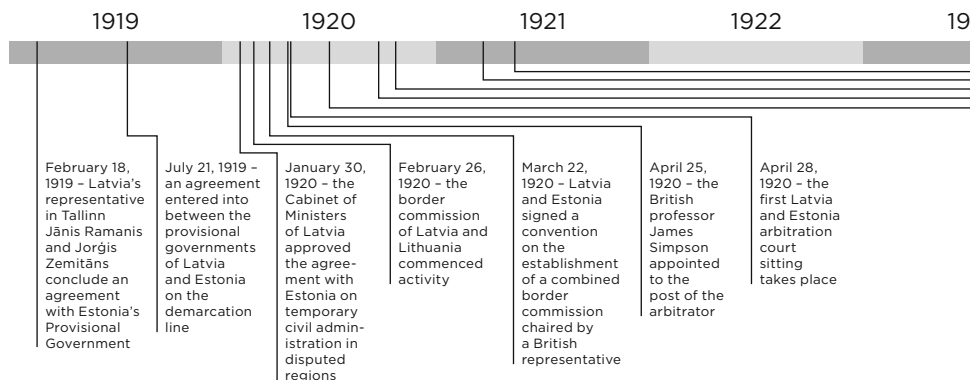 1919
1920
1921
1922
19
February 18,
1919 – Latvia’s
representative
in Tallinn
Jānis Ramanis
and Jorģis
Zemitāns
conclude an
agreement
with Estonia’s
Provisional
Government
July 21, 1919 –
an agreement
entered into
between the
provisional
governments
of Latvia
and Estonia
on the
demarcation
line
January 30,
1920 – the
Cabinet of
Ministers
of Latvia
approved
the agree-
ment with
Estonia on
temporary
civil admin-
istration in
disputed
regions
February 26,
1920 – the
border
commission
of Latvia and
Lithuania
commenced
activity
March 22,
1920 – Latvia
and Estonia
signed a
convention
on the
establishment
of a combined
border
commission
chaired by
a British
representative
April 25,
1920 – the
British
professor
James
Simpson
appointed
to the
post of the
arbitrator
April 28,
1920 – the
first Latvia
and Estonia
arbitration
court
sitting
takes place